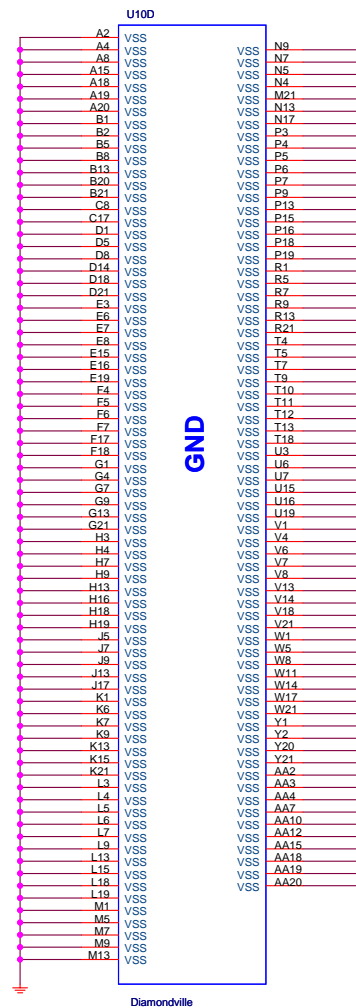 U10D
A2 VSS
A4 VSS
A8 VSS
A15 VSS
A18 VSS
A19 VSS
A20 VSS
B1 VSS
B2 VSS
B5 VSS
B8 VSS
B13 VSS
B20 VSS
B21 VSS
C8 VSS
C17 VSS
D1 VSS
D5 VSS
D8 VSS
D14 VSS
D18 VSS
D21 VSS
E3 VSS
E6 VSS
E7 VSS
E8 VSS
E15 VSS
E16 VSS
E19 VSS
F4 VSS
F5 VSS
F6 VSS
F7 VSS
F17 VSS
F18 VSS
G1 VSS
G4 VSS
G7 VSS
G9 VSS
G13 VSS
G21 VSS
H3 VSS
H4 VSS
H7 VSS
H9 VSS
H13 VSS
H16 VSS
H18 VSS
H19 VSS
J5 VSS
J7 VSS
J9 VSS
J13 VSS
J17 VSS
K1 VSS
K6 VSS
K7 VSS
K9 VSS
K13 VSS
K15 VSS
K21 VSS
L3 VSS
L4 VSS
L5 VSS
L6 VSS
L7 VSS
L9 VSS
L13 VSS
L15 VSS
L18 VSS
L19 VSS
M1 VSS
M5 VSS
M7 VSS
M9 VSS
M13 VSS
GND
VSS N9
VSS N7
VSS N5
VSS N4
VSS M21
VSS N13
VSS N17
VSS P3
VSS P4
VSS P5
VSS P6
VSS P7
VSS P9
VSS P13
VSS P15
VSS P16
VSS P18
VSS P19
VSS R1
VSS R5
VSS R7
VSS R9
VSS R13
VSS R21
VSS T4
VSS T5
VSS T7
VSS T9
VSS T10
VSS T11
VSS T12
VSS T13
VSS T18
VSS U3
VSS U6
VSS U7
VSS U15
VSS U16
VSS U19
VSS V1
VSS V4
VSS V6
VSS V7
VSS V8
VSS V13
VSS V14
VSS V18
VSS V21
VSS W1
VSS W5
VSS W8
VSS W11
VSS W14
VSS W17
VSS W21
VSS Y1
VSS Y2
VSS Y20
VSS Y21
VSS AA2
VSS AA3
VSS AA4
VSS AA7
VSS AA10
VSS AA12
VSS AA15
VSS AA18
VSS AA19
VSS AA20
Diamondville